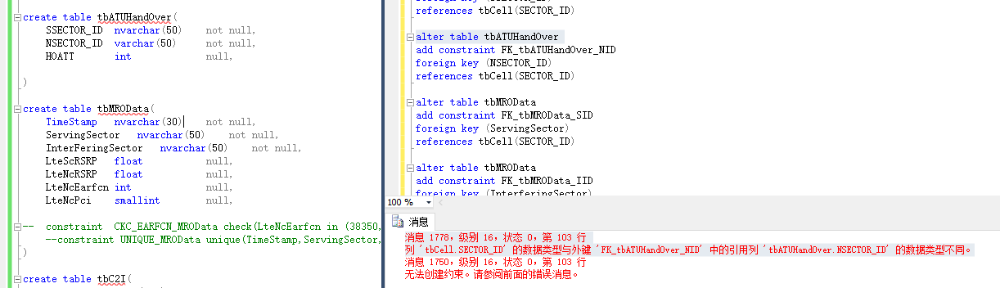 create table tbATUHandOver(
SSECTOR_ID nvarchar(50) not null,
NSECTOR_ID varchar(50) not null,
HOATT int null,
)
create table tbMROData(
TimeStamp nvarchar(30) not null,
ServingSector nvarchar(50) not null,
InterFeringSector nvarchar(50) not null,
LteScRSRP float null,
LteNcRSRP float null,
LteNcEarfcn int null,
LteNcPci smallint null,
-- constraint CKC_EARFCN_MROData check(LteNcEarfcn in (38350,
--constraint UNIQUE_MROData unique(TimeStamp,ServingSector,
)
create table tbC2I(
references tbCell(SECTOR_ID)
alter table tbATUHandOver
add constraint FK_tbATUHandOver_NID
foreign key (NSECTOR_ID)
references tbCell(SECTOR_ID)
alter table tbMROData
add constraint FK_tbMROData_SID
foreign key (ServingSector)
references tbCell(SECTOR_ID)
alter table tbMROData
add constraint FK_tbMROData_IID
foreign key (InterferingSector)
100 %
消息
消息 1778，级别 16，状态 0，第 103 行
列 'tbCell.SECTOR_ID' 的数据类型与外键 'FK_tbATUHandOver_NID' 中的引用列 'tbATUHandOver.NSECTOR_ID' 的数据类型不同。
消息 1750，级别 16，状态 0，第 103 行
无法创建约束。请参阅前面的错误消息。